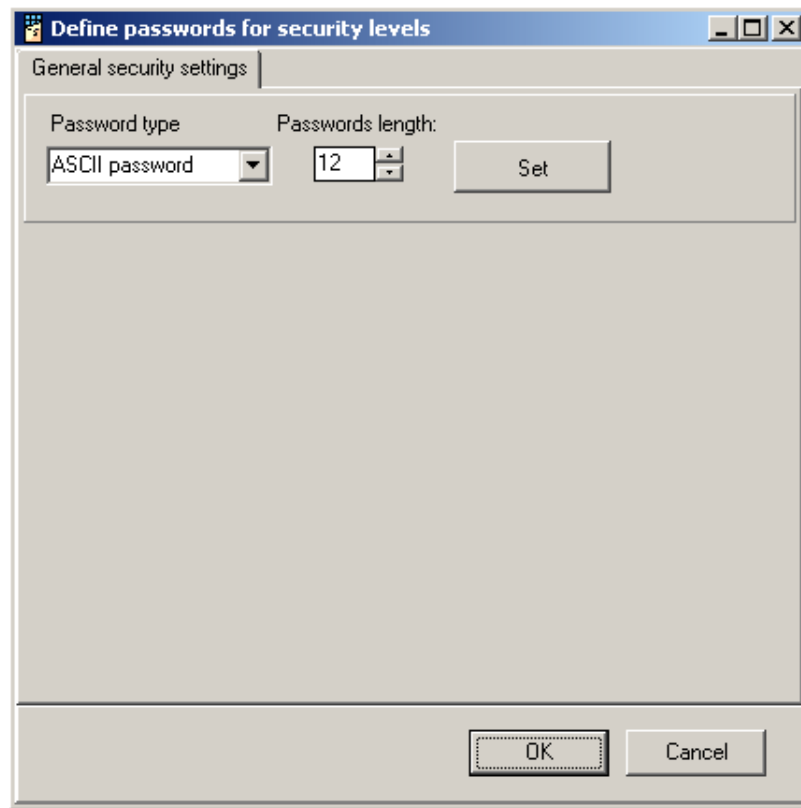 Define passwords for security levels
General security settings
Password type Passwords length:
ASCII password 12 Set
OK Cancel